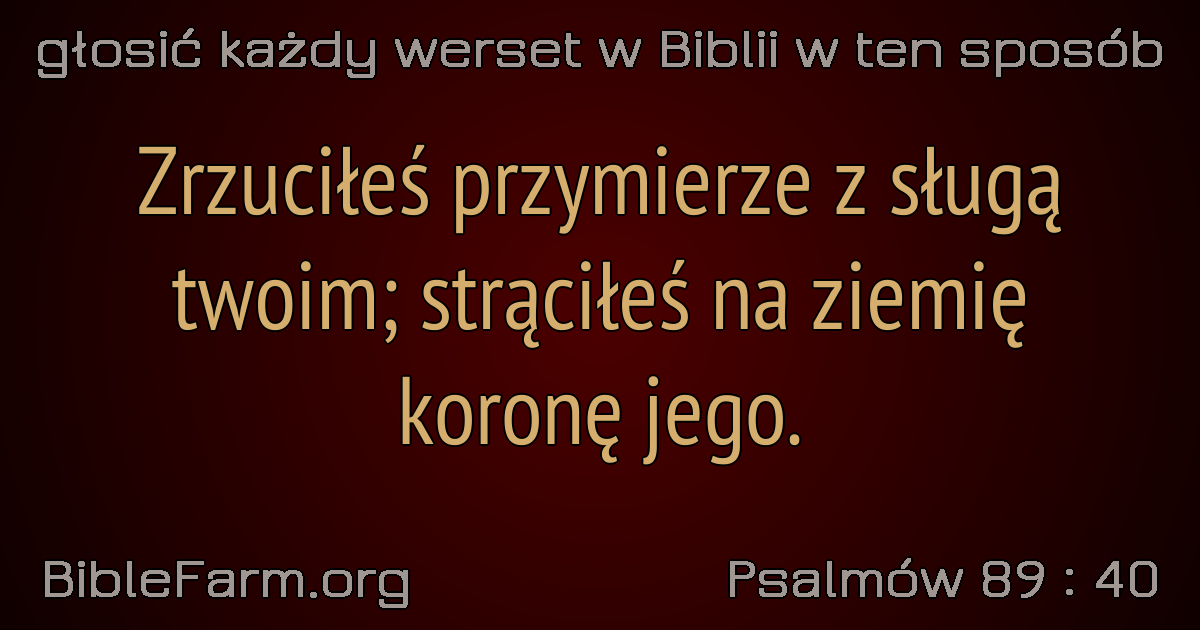 głosić każdy werset w Biblii w ten sposób
Zrzuciłeś przymierze z sługą
twoim; strąciłeś na ziemię
koronę jego.
BibleFarm.org
Psalmów 89 : 40